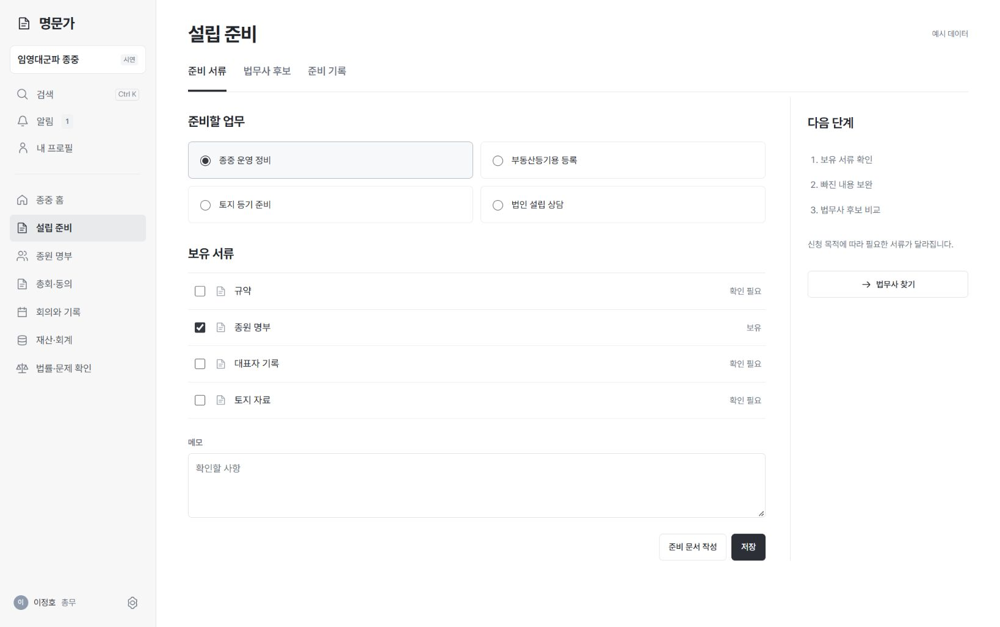 명문가
임영대군파 종중 시연
검색 Ctrl K
알림 1
내 프로필
종중 홈
설립 준비
종원 명부
총회·동의
회의와 기록
재산·회계
법률·문제 확인
이 이정호 총무
설립 준비
예시 데이터
준비 서류 법무사 후보 준비 기록
준비할 업무
종중 운영 정비 부동산등기용 등록
토지 등기 준비 법인 설립 상담
보유 서류
규약 확인 필요
종원 명부 보유
대표자 기록 확인 필요
토지 자료 확인 필요
메모
확인할 사항
준비 문서 작성 저장
다음 단계
1. 보유 서류 확인
2. 빠진 내용 보완
3. 법무사 후보 비교
신청 목적에 따라 필요한 서류가 달라집니다.
법무사 찾기